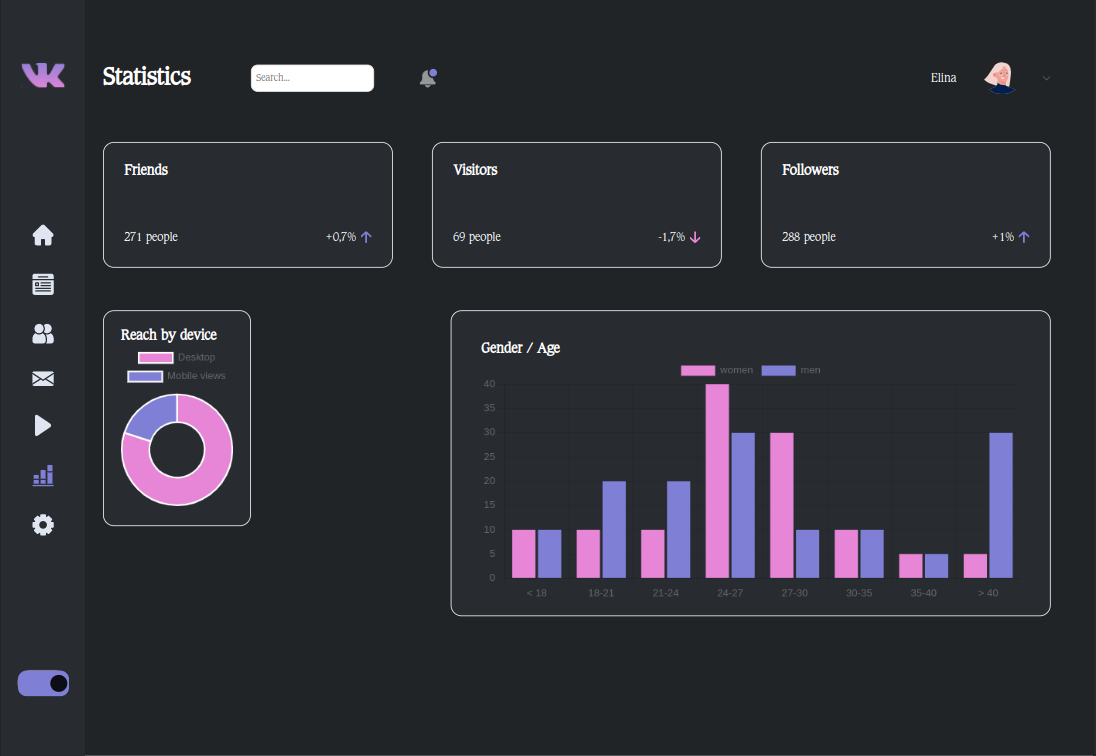 VK
Statistics
Search...
Elina
Friends
271 people +0,7%
Visitors
69 people -1,7%
Followers
288 people +1%
Reach by device
Desktop
Mobile views
Gender / Age
women men
40
35
30
25
20
15
10
5
0
< 18 18-21 21-24 24-27 27-30 30-35 35-40 > 40